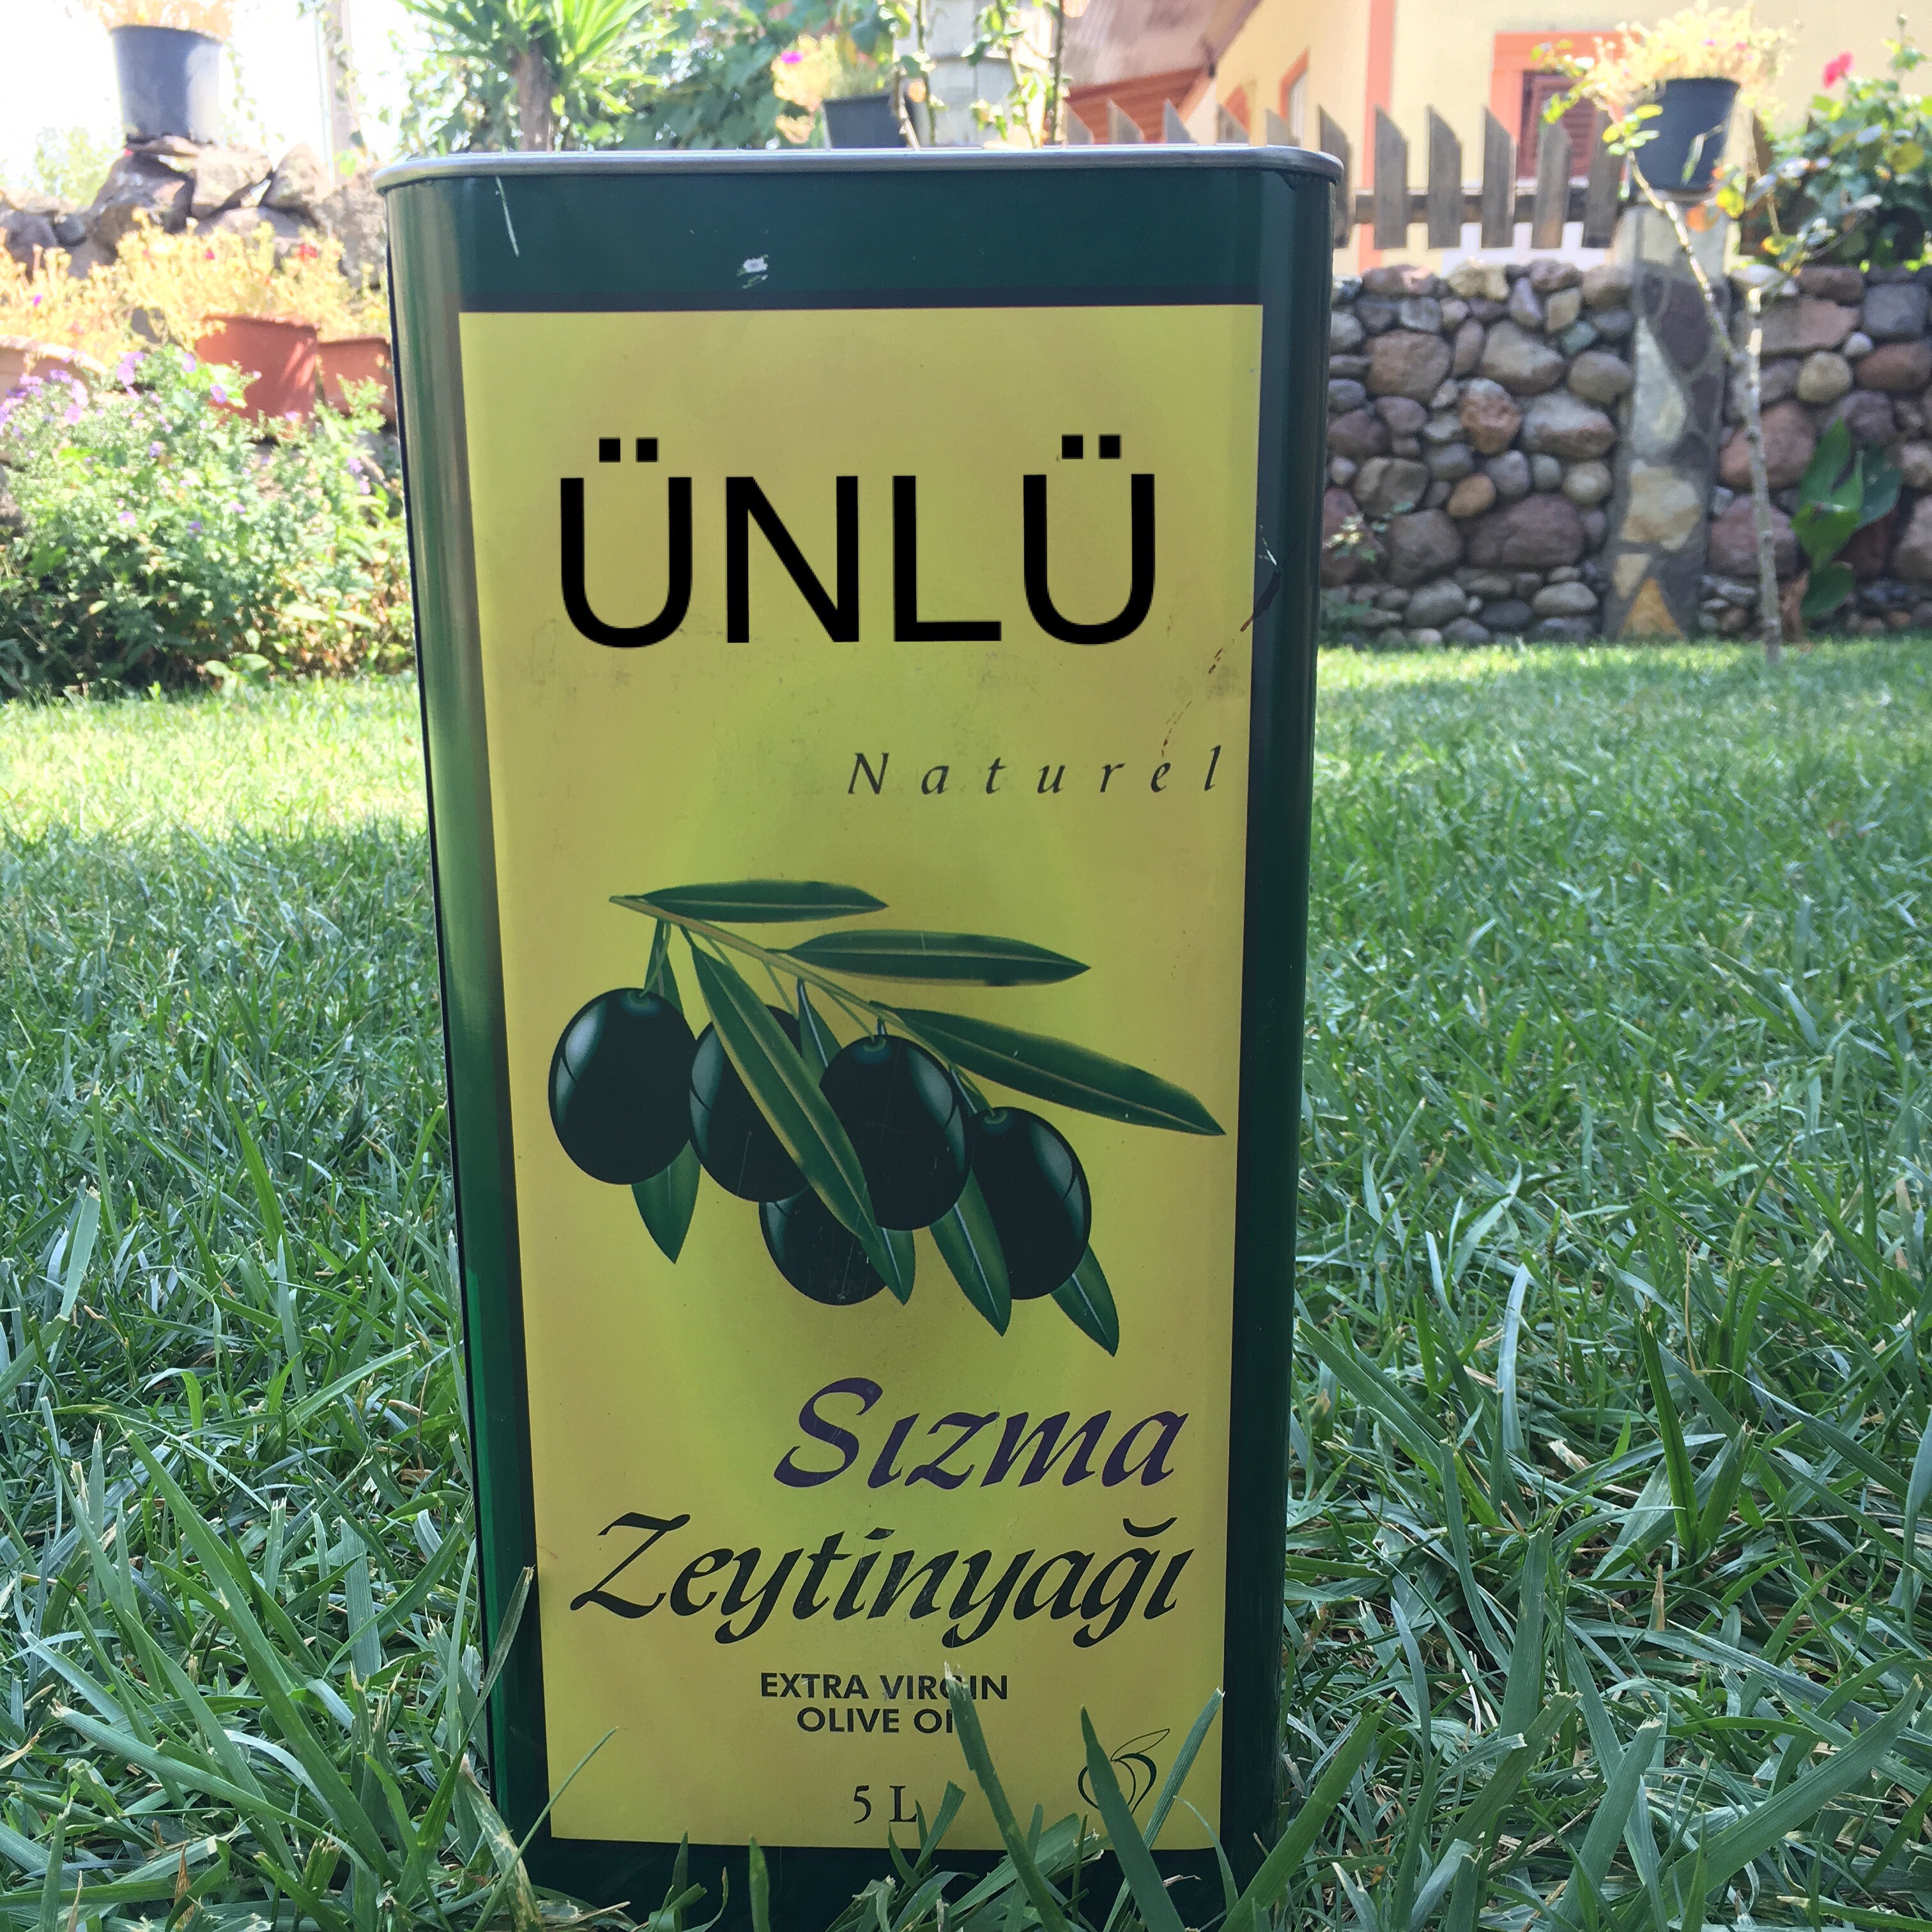 ÜNLÜ
Naturel
Sızma
Zeytinyağı
EXTRA VIRGIN
OLIVE OIL
5 L